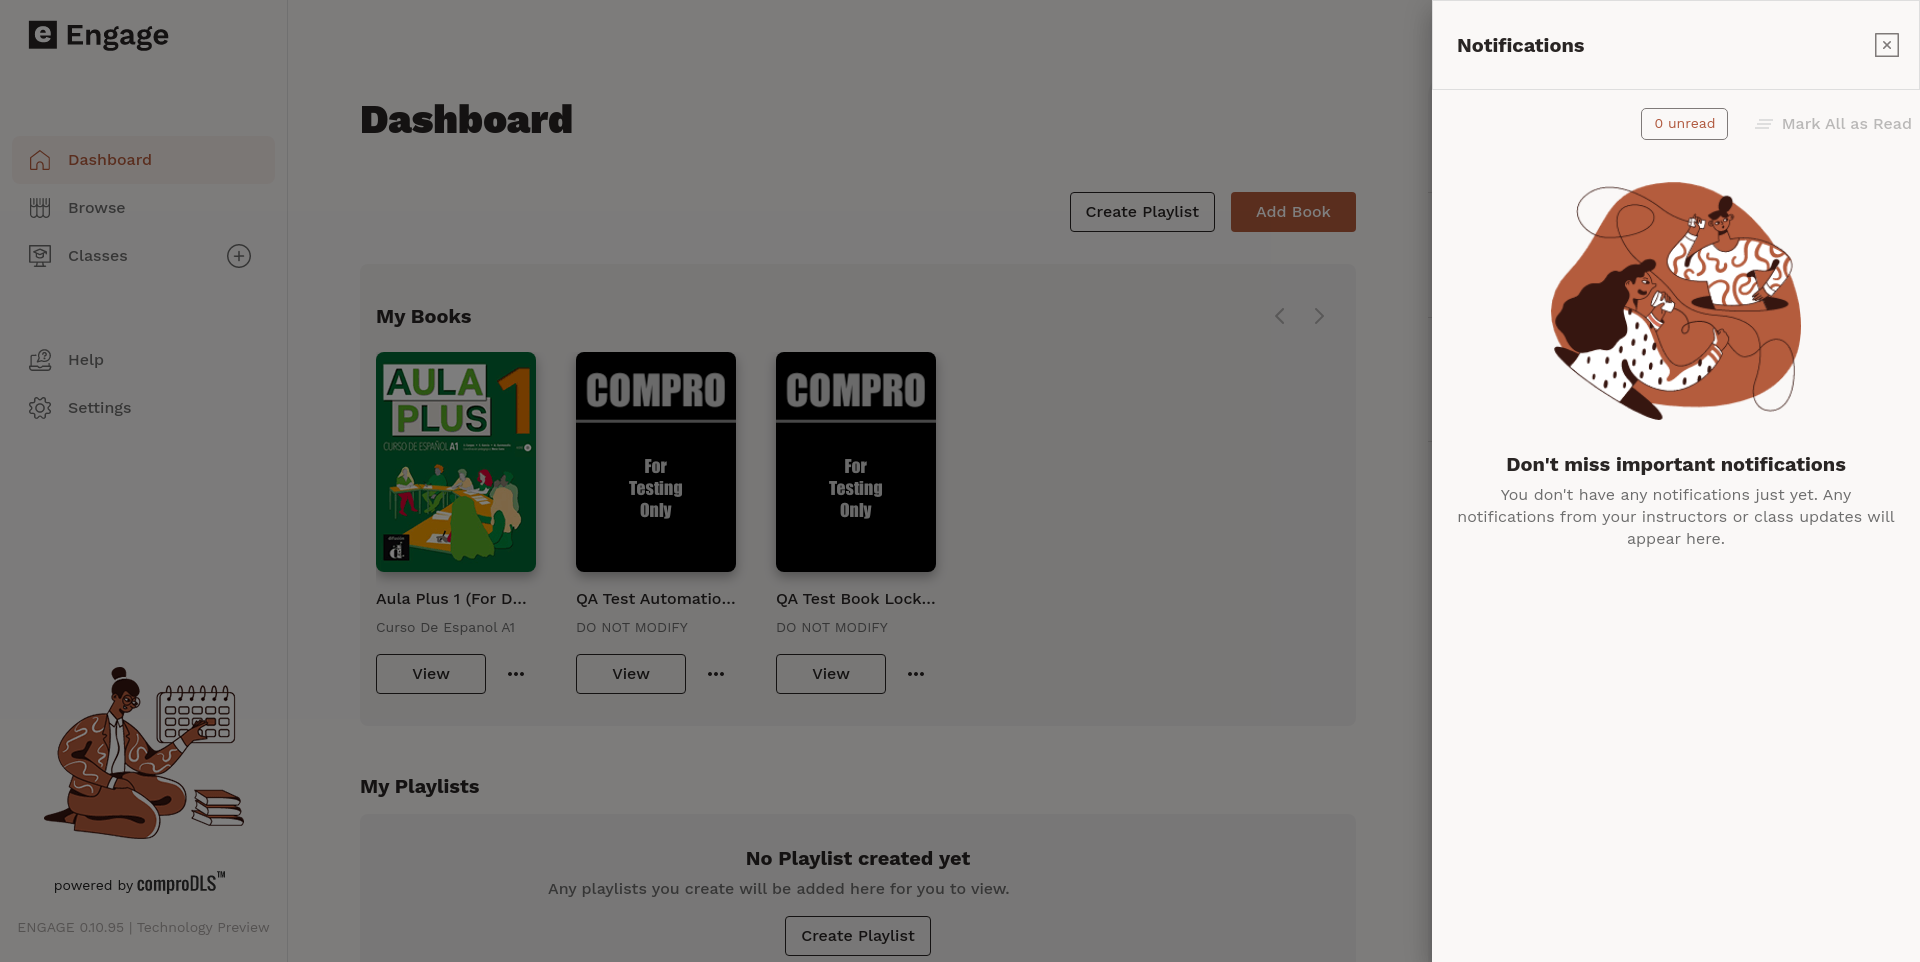 e Engage
Dashboard
Browse
Classes
Help
Settings
powered by comproDLS™
ENGAGE 0.10.95 | Technology Preview
Dashboard
Create Playlist
Add Book
My Books
AULA
PLUS 1
CURSO DE ESPAÑOL A1
COMPRO
For
Testing
Only
COMPRO
For
Testing
Only
Aula Plus 1 (For D...
Curso De Espanol A1
View
QA Test Automatio...
DO NOT MODIFY
View
QA Test Book Lock...
DO NOT MODIFY
View
My Playlists
No Playlist created yet
Any playlists you create will be added here for you to view.
Create Playlist
Notifications
0 unread
Mark All as Read
Don't miss important notifications
You don't have any notifications just yet. Any
notifications from your instructors or class updates will
appear here.